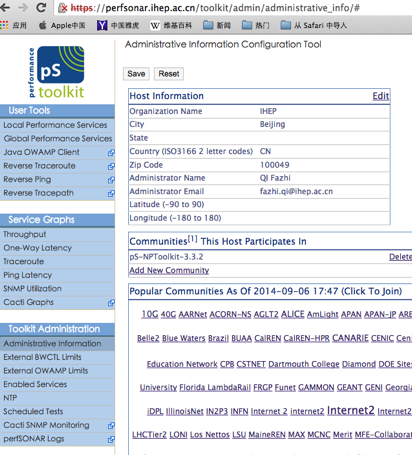 https://perfsonar.ihep.ac.cn/toolkit/admin/administrative_info/#
应用 Apple中国 中国雅虎 维基百科 新闻 热门 从 Safari 中导入
performance
pS
toolkit
Administrative Information Configuration Tool
Save Reset
User Tools
Local Performance Services
Global Performance Services
Java OWAMP Client
Reverse Traceroute
Reverse Ping
Reverse Tracepath
Service Graphs
Throughput
One-Way Latency
Traceroute
Ping Latency
SNMP Utilization
Cacti Graphs
Toolkit Administration
Administrative Information
External BWCTL Limits
External OWAMP Limits
Enabled Services
NTP
Scheduled Tests
Cacti SNMP Monitoring
perfSONAR Logs
Host Information Edit
Organization Name IHEP
City Beijing
State
Country (ISO3166 2 letter codes) CN
Zip Code 100049
Administrator Name QI Fazhi
Administrator Email fazhi.qi@ihep.ac.cn
Latitude (-90 to 90)
Longitude (-180 to 180)
Communities[1] This Host Participates In
pS-NPToolkit-3.3.2 Delete
Add New Community
Popular Communities As Of 2014-09-06 17:47 (Click To Join)
10G 40G AARNet ACORN-NS AGLT2 ALICE AmLight APAN APAN-JP ARE
Belle2 Blue Waters Brazil BUAA CalREN CalREN-HPR CANARIE CENIC Cen
Education Network CPB CSTNET Dartmouth College Diamond DOE Sites
University Florida LambdaRail FRGP Funet GAMMON GEANT GENI Georgia
iDPL IllinoisNet IN2P3 INFN Internet 2 internet2 Internet2 Internet2
LHCTier2 LONI Los Nettos LSU MaineREN MAX MCNC Merit MFE-Collabora